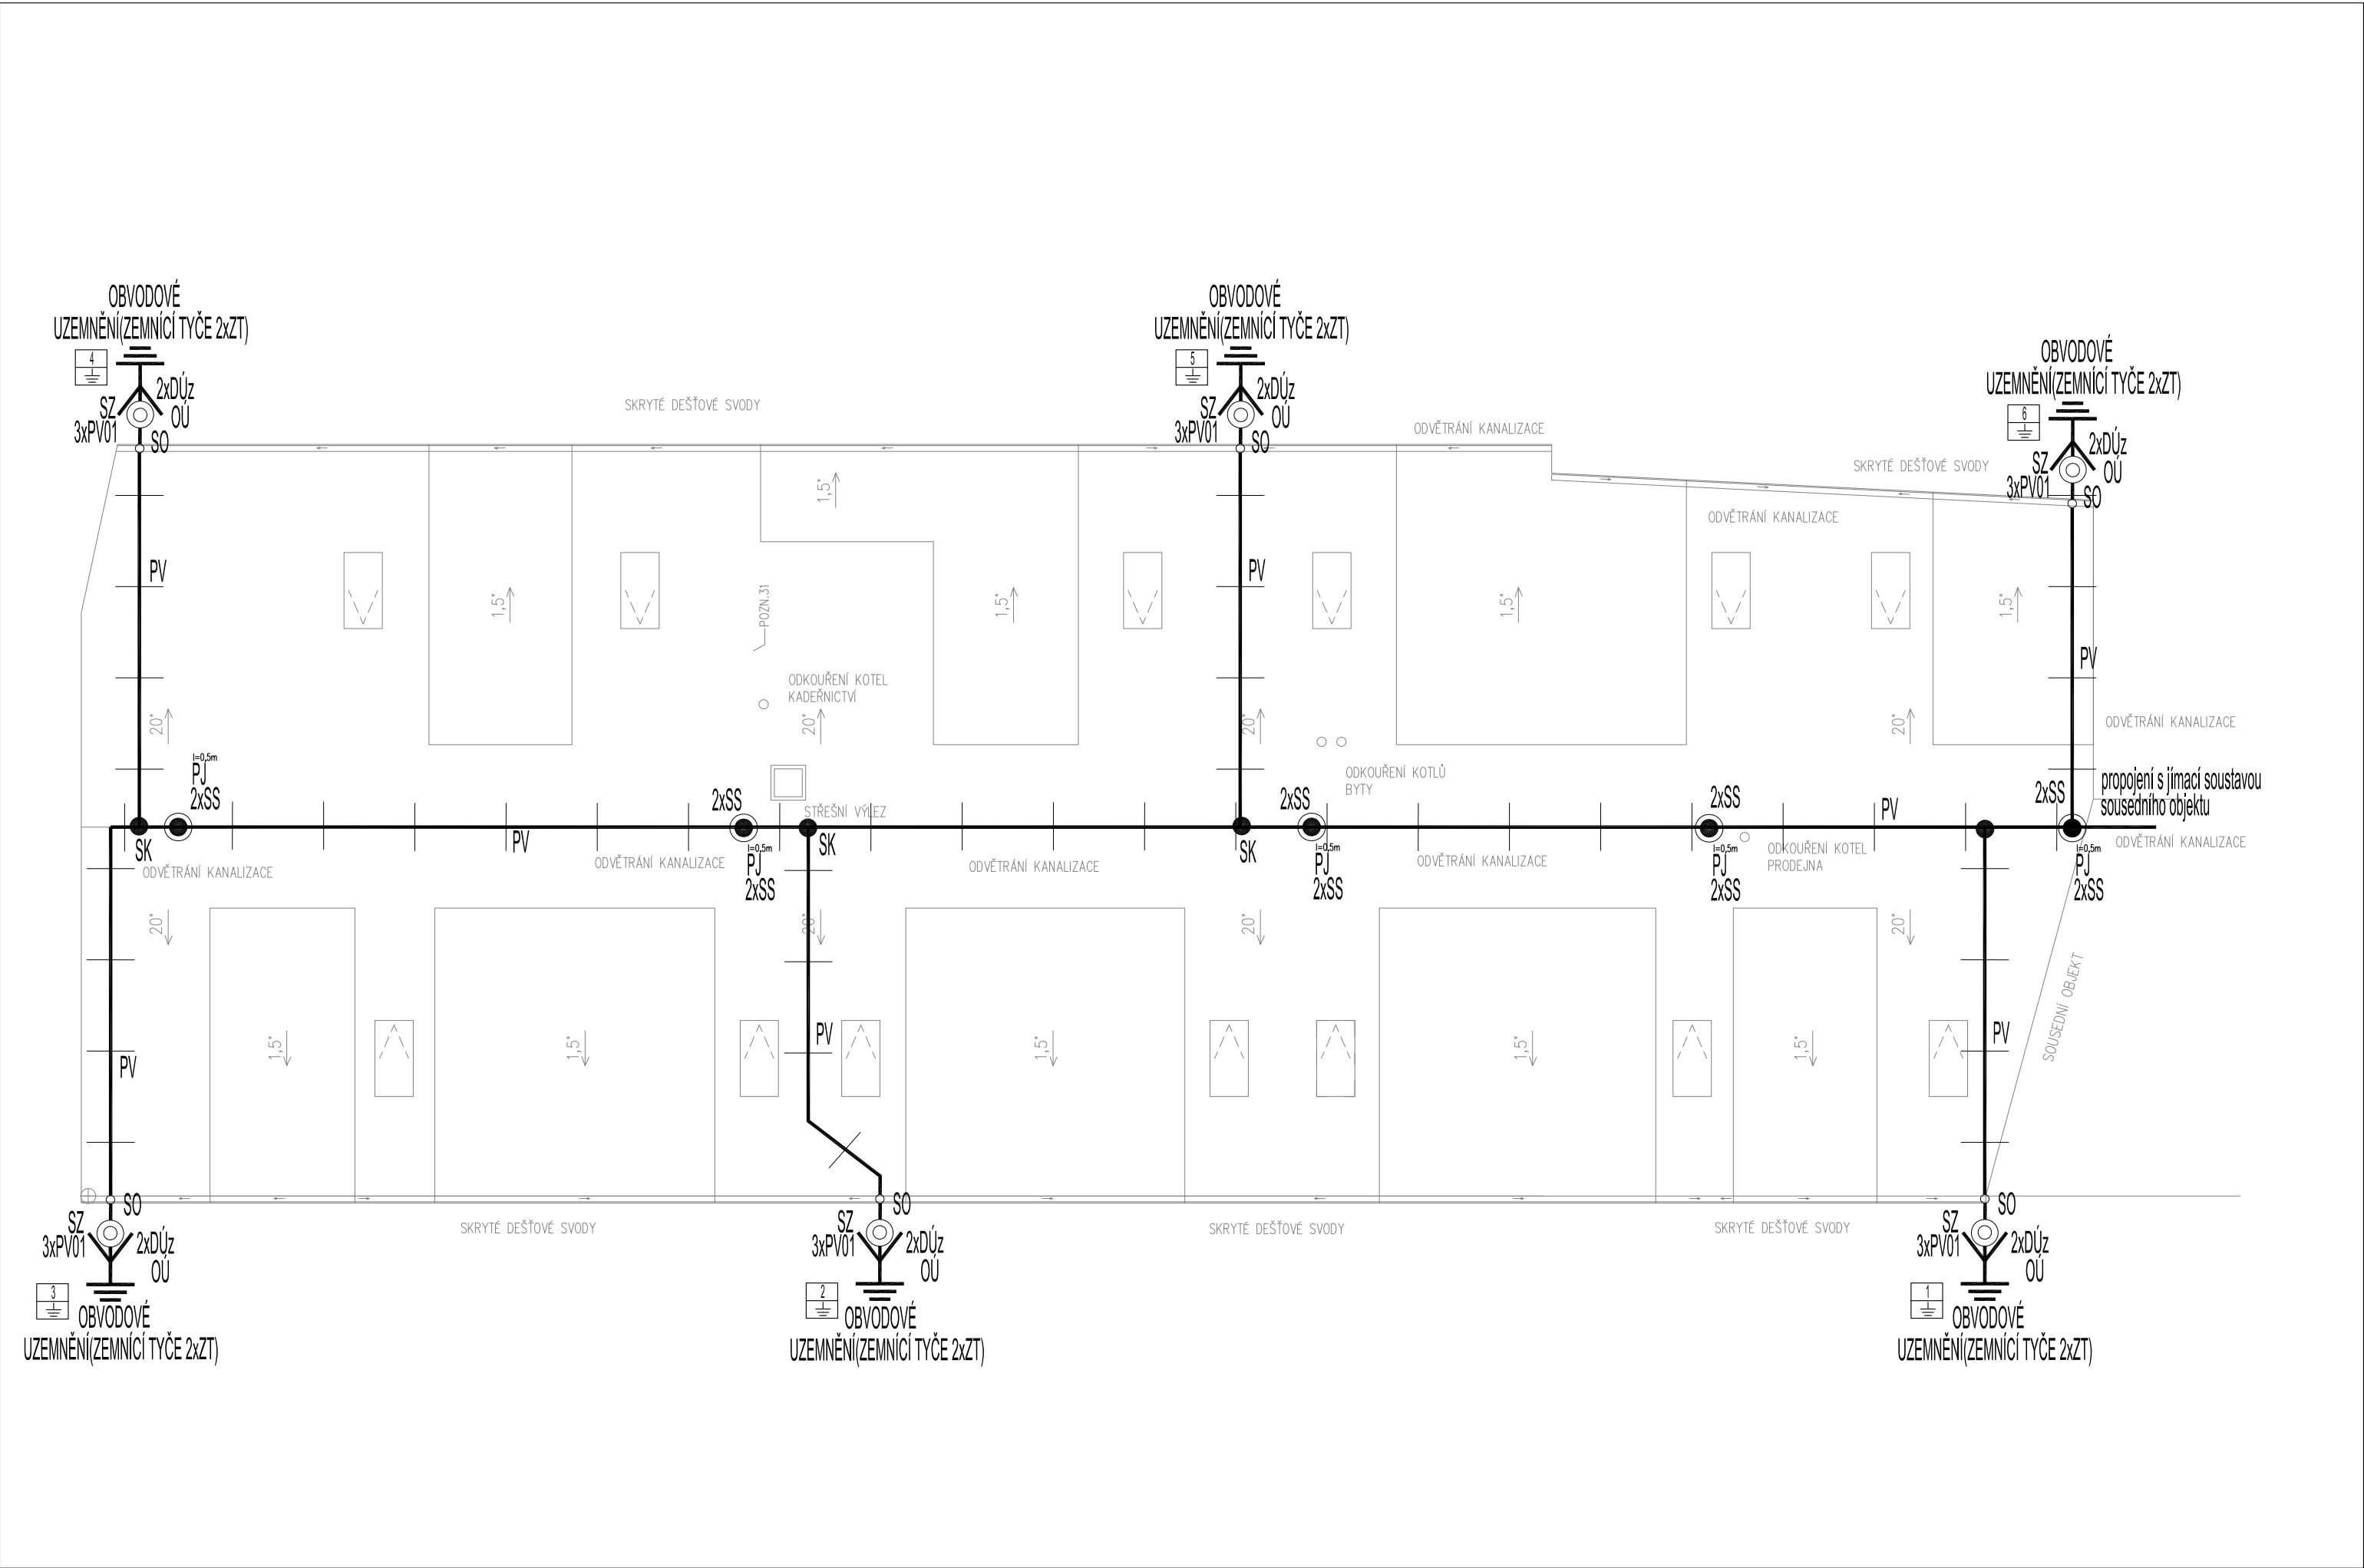 OBVODOVÉ
UZEMNĚNÍ(ZEMNÍCÍ TYČE 2xZT)
4
2xDÚz
SZ
OÚ
3xPV01
SO
OBVODOVÉ
UZEMNĚNÍ(ZEMNÍCÍ TYČE 2xZT)
5
2xDÚz
SZ
OÚ
3xPV01
SO
OBVODOVÉ
UZEMNĚNÍ(ZEMNÍCÍ TYČE 2xZT)
6
2xDÚz
SZ
OÚ
3xPV01
SO
SKRYTÉ DEŠŤOVÉ SVODY
ODVĚTRÁNÍ KANALIZACE
SKRYTÉ DEŠŤOVÉ SVODY
ODVĚTRÁNÍ KANALIZACE
1,5°
PV
1,5°
POZN.31
1,5°
PV
1,5°
1,5°
PV
ODKOUŘENÍ KOTEL
KADEŘNICTVÍ
20°
20°
20°
20°
ODVĚTRÁNÍ KANALIZACE
l=0,5m
PJ
2xSS
2xSS
STŘEŠNÍ VÝLEZ
ODKOUŘENÍ KOTLŮ
BYTY
2xSS
2xSS
PV
2xSS
propojení s jímací soustavou
sousedního objektu
ODVĚTRÁNÍ KANALIZACE
SK
PV
SK
SK
ODVĚTRÁNÍ KANALIZACE
ODVĚTRÁNÍ KANALIZACE
l=0,5m
PJ
2xSS
ODVĚTRÁNÍ KANALIZACE
l=0,5m
PJ
2xSS
ODVĚTRÁNÍ KANALIZACE
l=0,5m
PJ
2xSS
ODKOUŘENÍ KOTEL
PRODEJNA
l=0,5m
PJ
2xSS
20°
20°
20°
20°
SOUSEDNÍ OBJEKT
PV
1,5°
1,5°
PV
1,5°
1,5°
1,5°
PV
SO
SZ
3xPV01
2xDÚz
OÚ
3
OBVODOVÉ
UZEMNĚNÍ(ZEMNÍCÍ TYČE 2xZT)
SKRYTÉ DEŠŤOVÉ SVODY
SO
SZ
3xPV01
2xDÚz
OÚ
2
OBVODOVÉ
UZEMNĚNÍ(ZEMNÍCÍ TYČE 2xZT)
SKRYTÉ DEŠŤOVÉ SVODY
SKRYTÉ DEŠŤOVÉ SVODY
SO
SZ
3xPV01
2xDÚz
OÚ
1
OBVODOVÉ
UZEMNĚNÍ(ZEMNÍCÍ TYČE 2xZT)